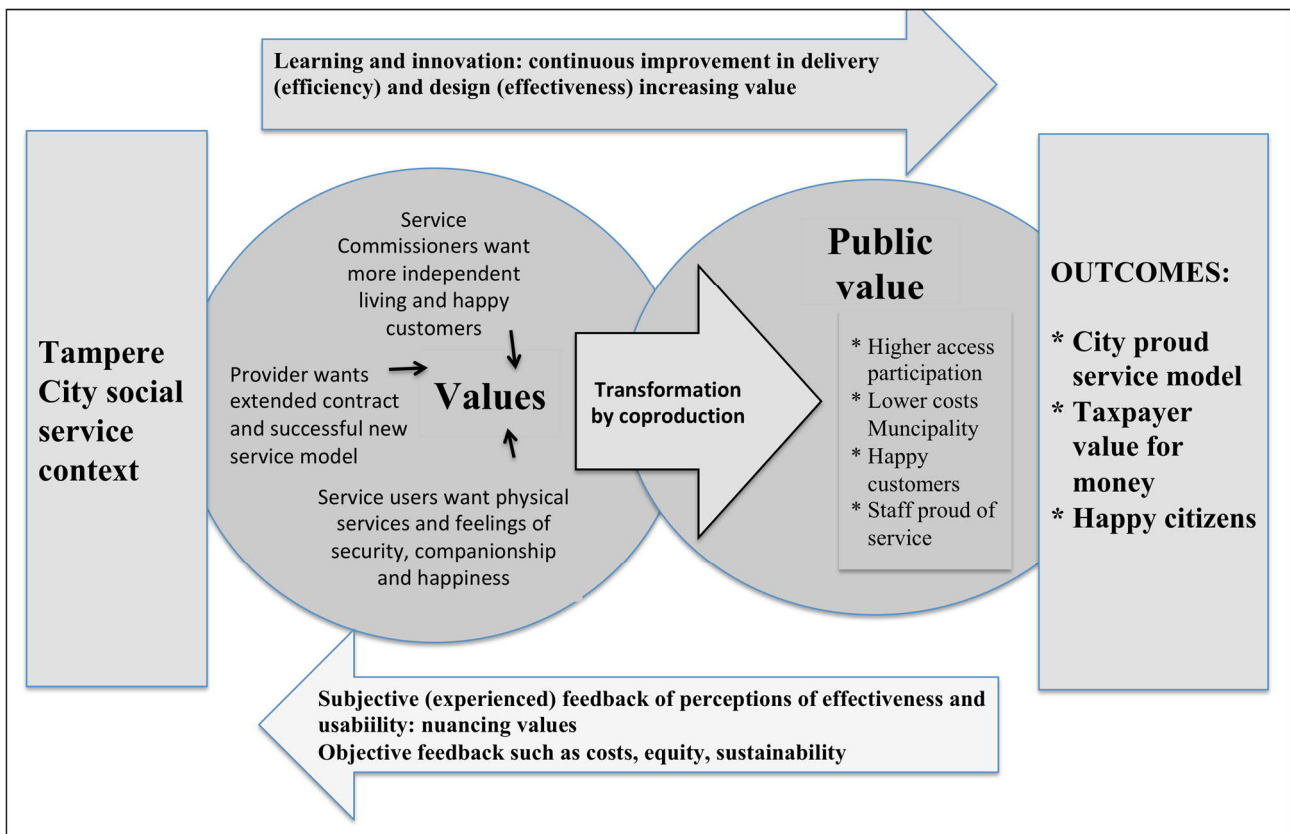 Learning and innovation: continuous improvement in delivery
(efficiency) and design (effectiveness) increasing value
Tampere
City social
service
context
Service
Commissioners want
more independent
living and happy
customers
Provider wants
extended contract
and successful new
service model
Values
Service users want physical
services and feelings of
security, companionship
and happiness
Transformation
by coproduction
Public
value
* Higher access
participation
* Lower costs
Muncipality
* Happy
customers
* Staff proud of
service
OUTCOMES:
* City proud
service model
* Taxpayer
value for
money
* Happy citizens
Subjective (experienced) feedback of perceptions of effectiveness and
usabiility: nuancing values
Objective feedback such as costs, equity, sustainability